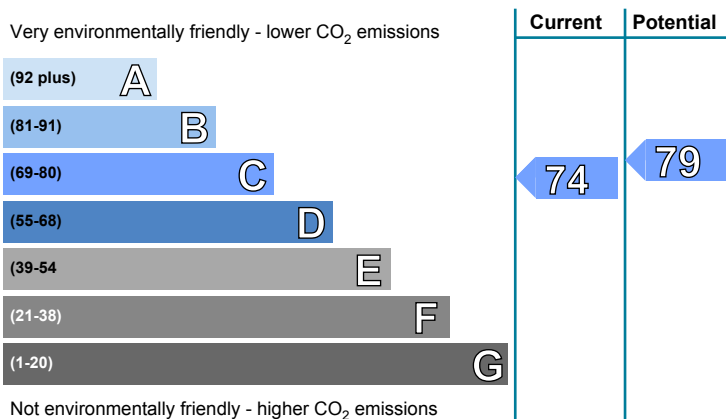 Current Potential
Very environmentally friendly - lower CO2 emissions
(92 plus) A
(81-91) B
(69-80) C
74 79
(55-68) D
(39-54 E
(21-38) F
(1-20) G
Not environmentally friendly - higher CO2 emissions